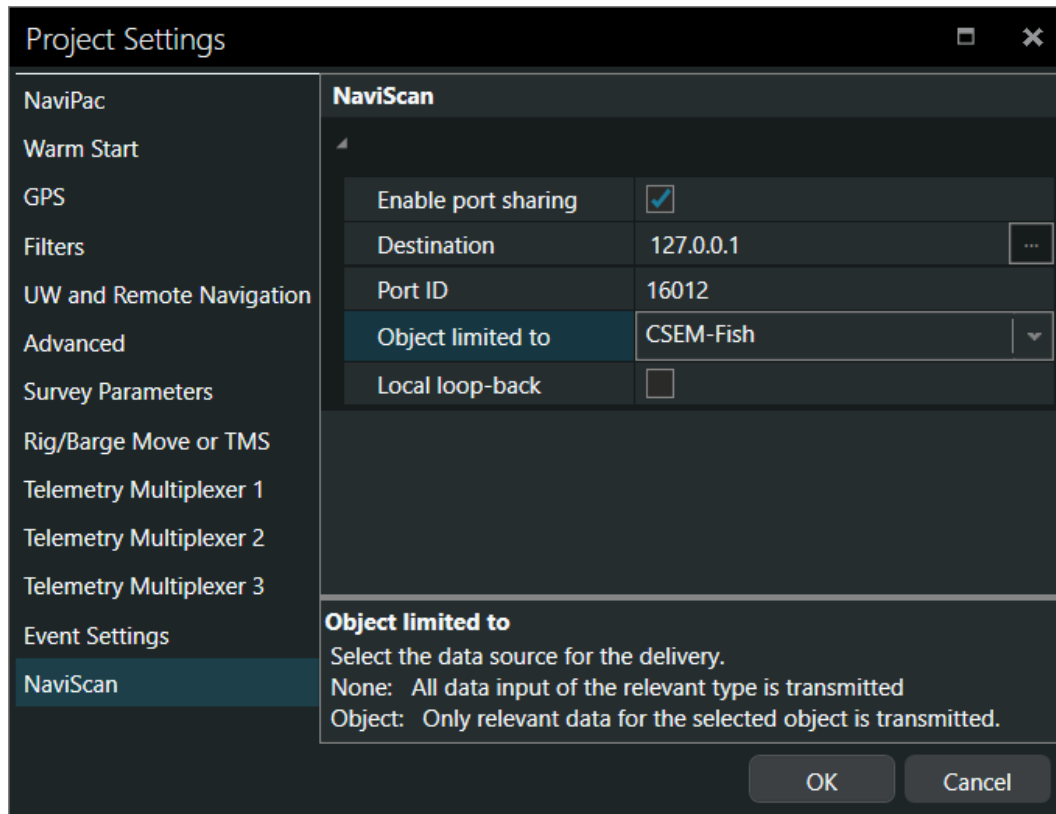 Project Settings
NaviPac
Warm Start
GPS
Filters
UW and Remote Navigation
Advanced
Survey Parameters
Rig/Barge Move or TMS
Telemetry Multiplexer 1
Telemetry Multiplexer 2
Telemetry Multiplexer 3
Event Settings
NaviScan
NaviScan
Enable port sharing
Destination 127.0.0.1 ...
Port ID 16012
Object limited to CSEM-Fish
Local loop-back
Object limited to
Select the data source for the delivery.
None: All data input of the relevant type is transmitted
Object: Only relevant data for the selected object is transmitted.
OK Cancel